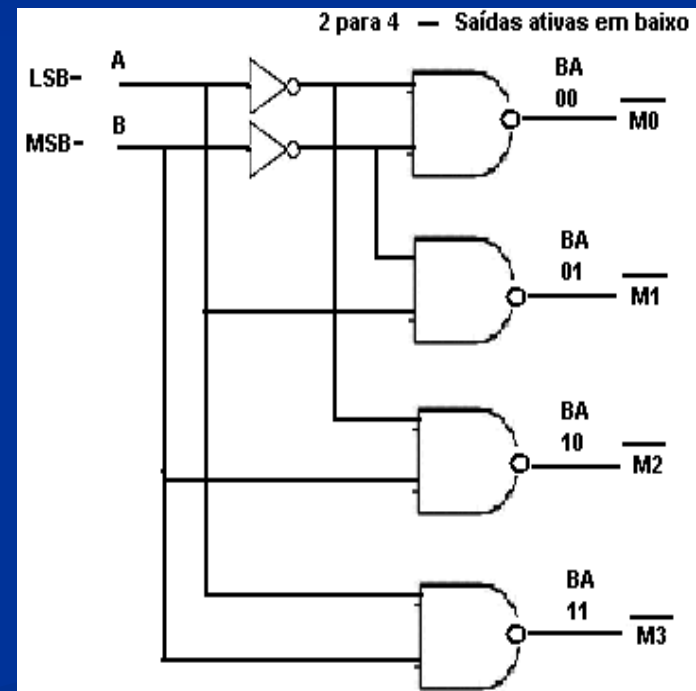 2 para 4 — Saídas ativas em baixo
LSB- A
BA
00
M0
MSB- B
BA
01
M1
BA
10
M2
BA
11
M3